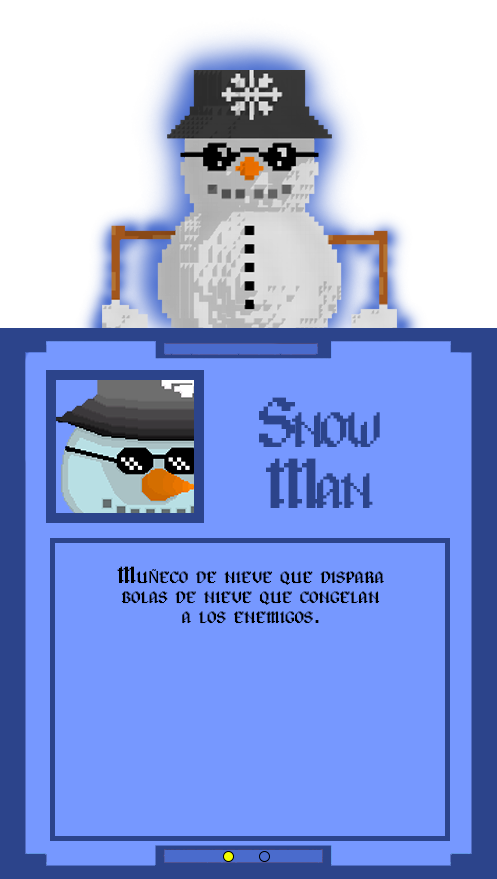 Snow
Man
Muñeco de nieve que dispara
bolas de nieve que congelan
a los enemigos.